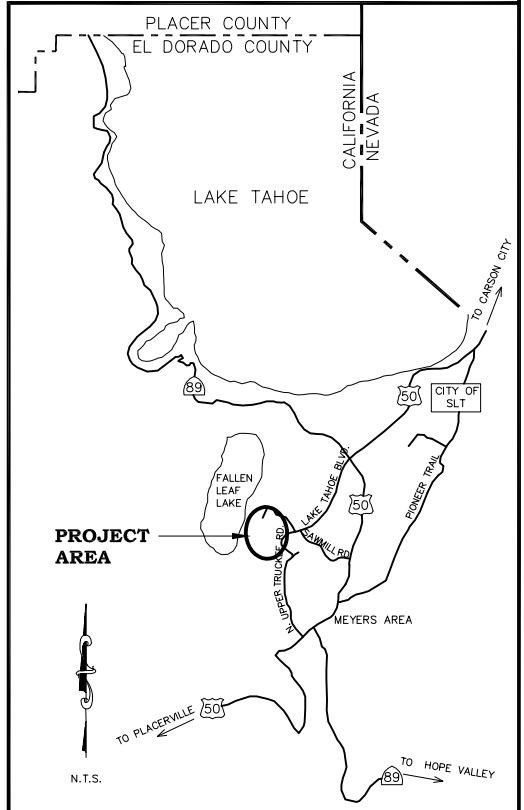 PLACER COUNTY
EL DORADO COUNTY
CALIFORNIA
NEVADA
LAKE TAHOE
TO CARSON CITY
89
50
CITY OF
SLT
FALLEN
LEAF
LAKE
LAKE TAHOE BLVD.
50
PIONEER TRAIL
PROJECT
AREA
SAWMILL RD.
N. UPPER TRUCKEE RD.
MEYERS AREA
50
TO PLACERVILLE
N.T.S.
TO HOPE VALLEY
89